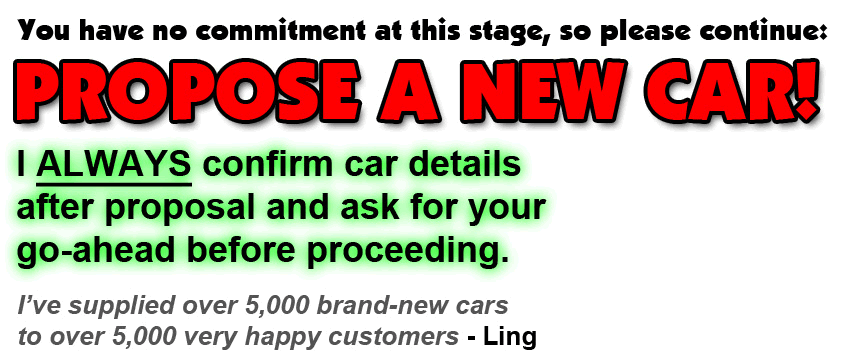 You have no commitment at this stage, so please continue:
PROPOSE A NEW CAR!
I ALWAYS confirm car details
after proposal and ask for your
go-ahead before proceeding.
I’ve supplied over 5,000 brand-new cars
to over 5,000 very happy customers - Ling